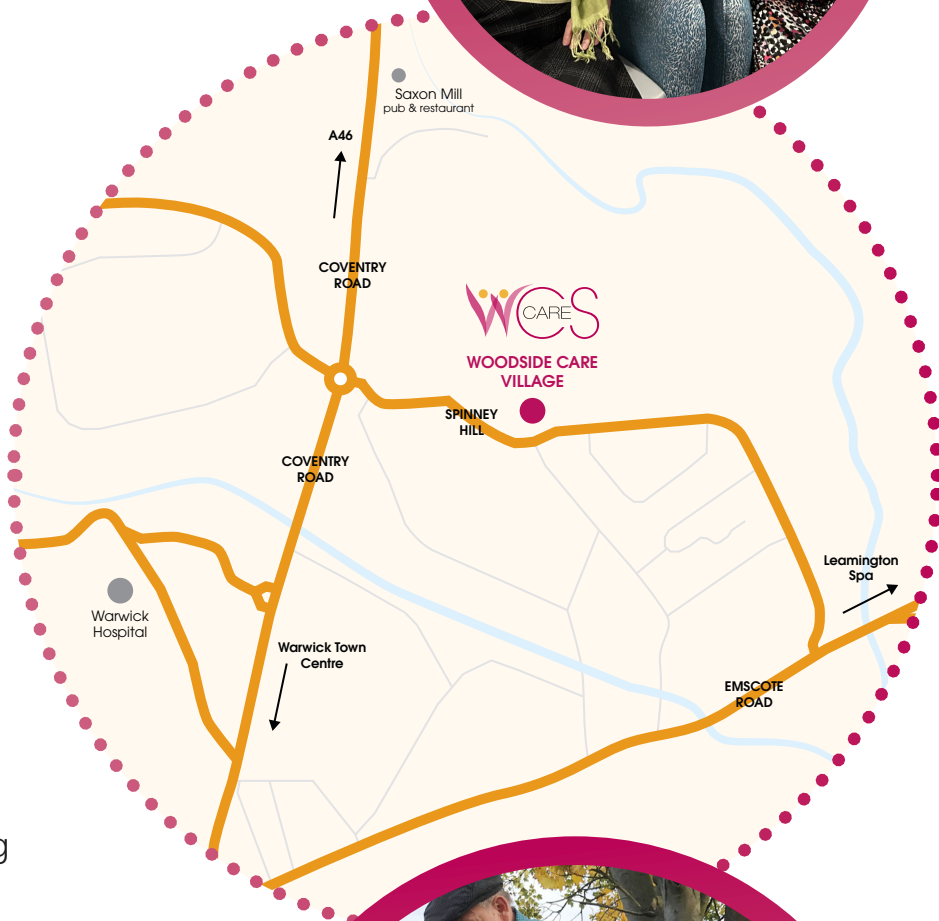 Saxon Mill
pub & restaurant
A46
COVENTRY
ROAD
WCS
CARE
WOODSIDE CARE
VILLAGE
SPINNEY
HILL
COVENTRY
ROAD
Leamington
Spa
Warwick
Hospital
Warwick Town
Centre
EMSCOTE
ROAD
g